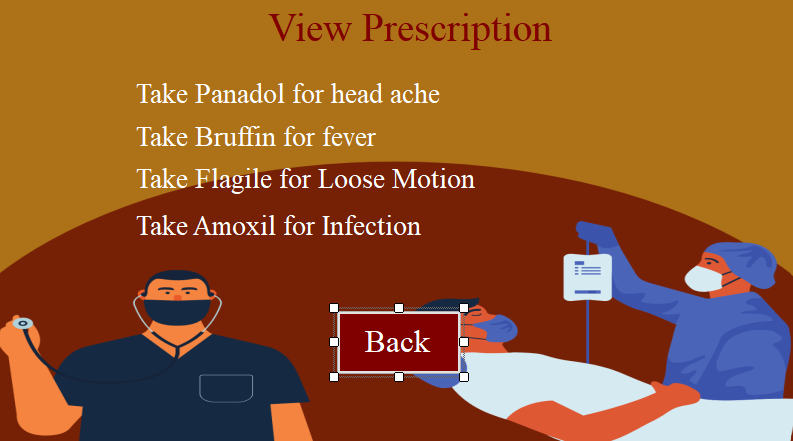 View Prescription
Take Panadol for head ache
Take Bruffin for fever
Take Flagile for Loose Motion
Take Amoxil for Infection
Back